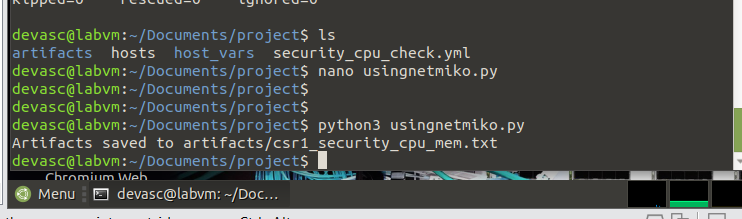 kipped=0    rescued=0    ignored=0
devasc@labvm:~/Documents/project$ ls
artifacts  hosts  host_vars  security_cpu_check.yml
devasc@labvm:~/Documents/project$ nano usingnetmiko.py
devasc@labvm:~/Documents/project$
devasc@labvm:~/Documents/project$
devasc@labvm:~/Documents/project$ python3 usingnetmiko.py
Artifacts saved to artifacts/csr1_security_cpu_mem.txt
devasc@labvm:~/Documents/project$
Chromium Web
Menu devasc@labvm: ~/Doc...